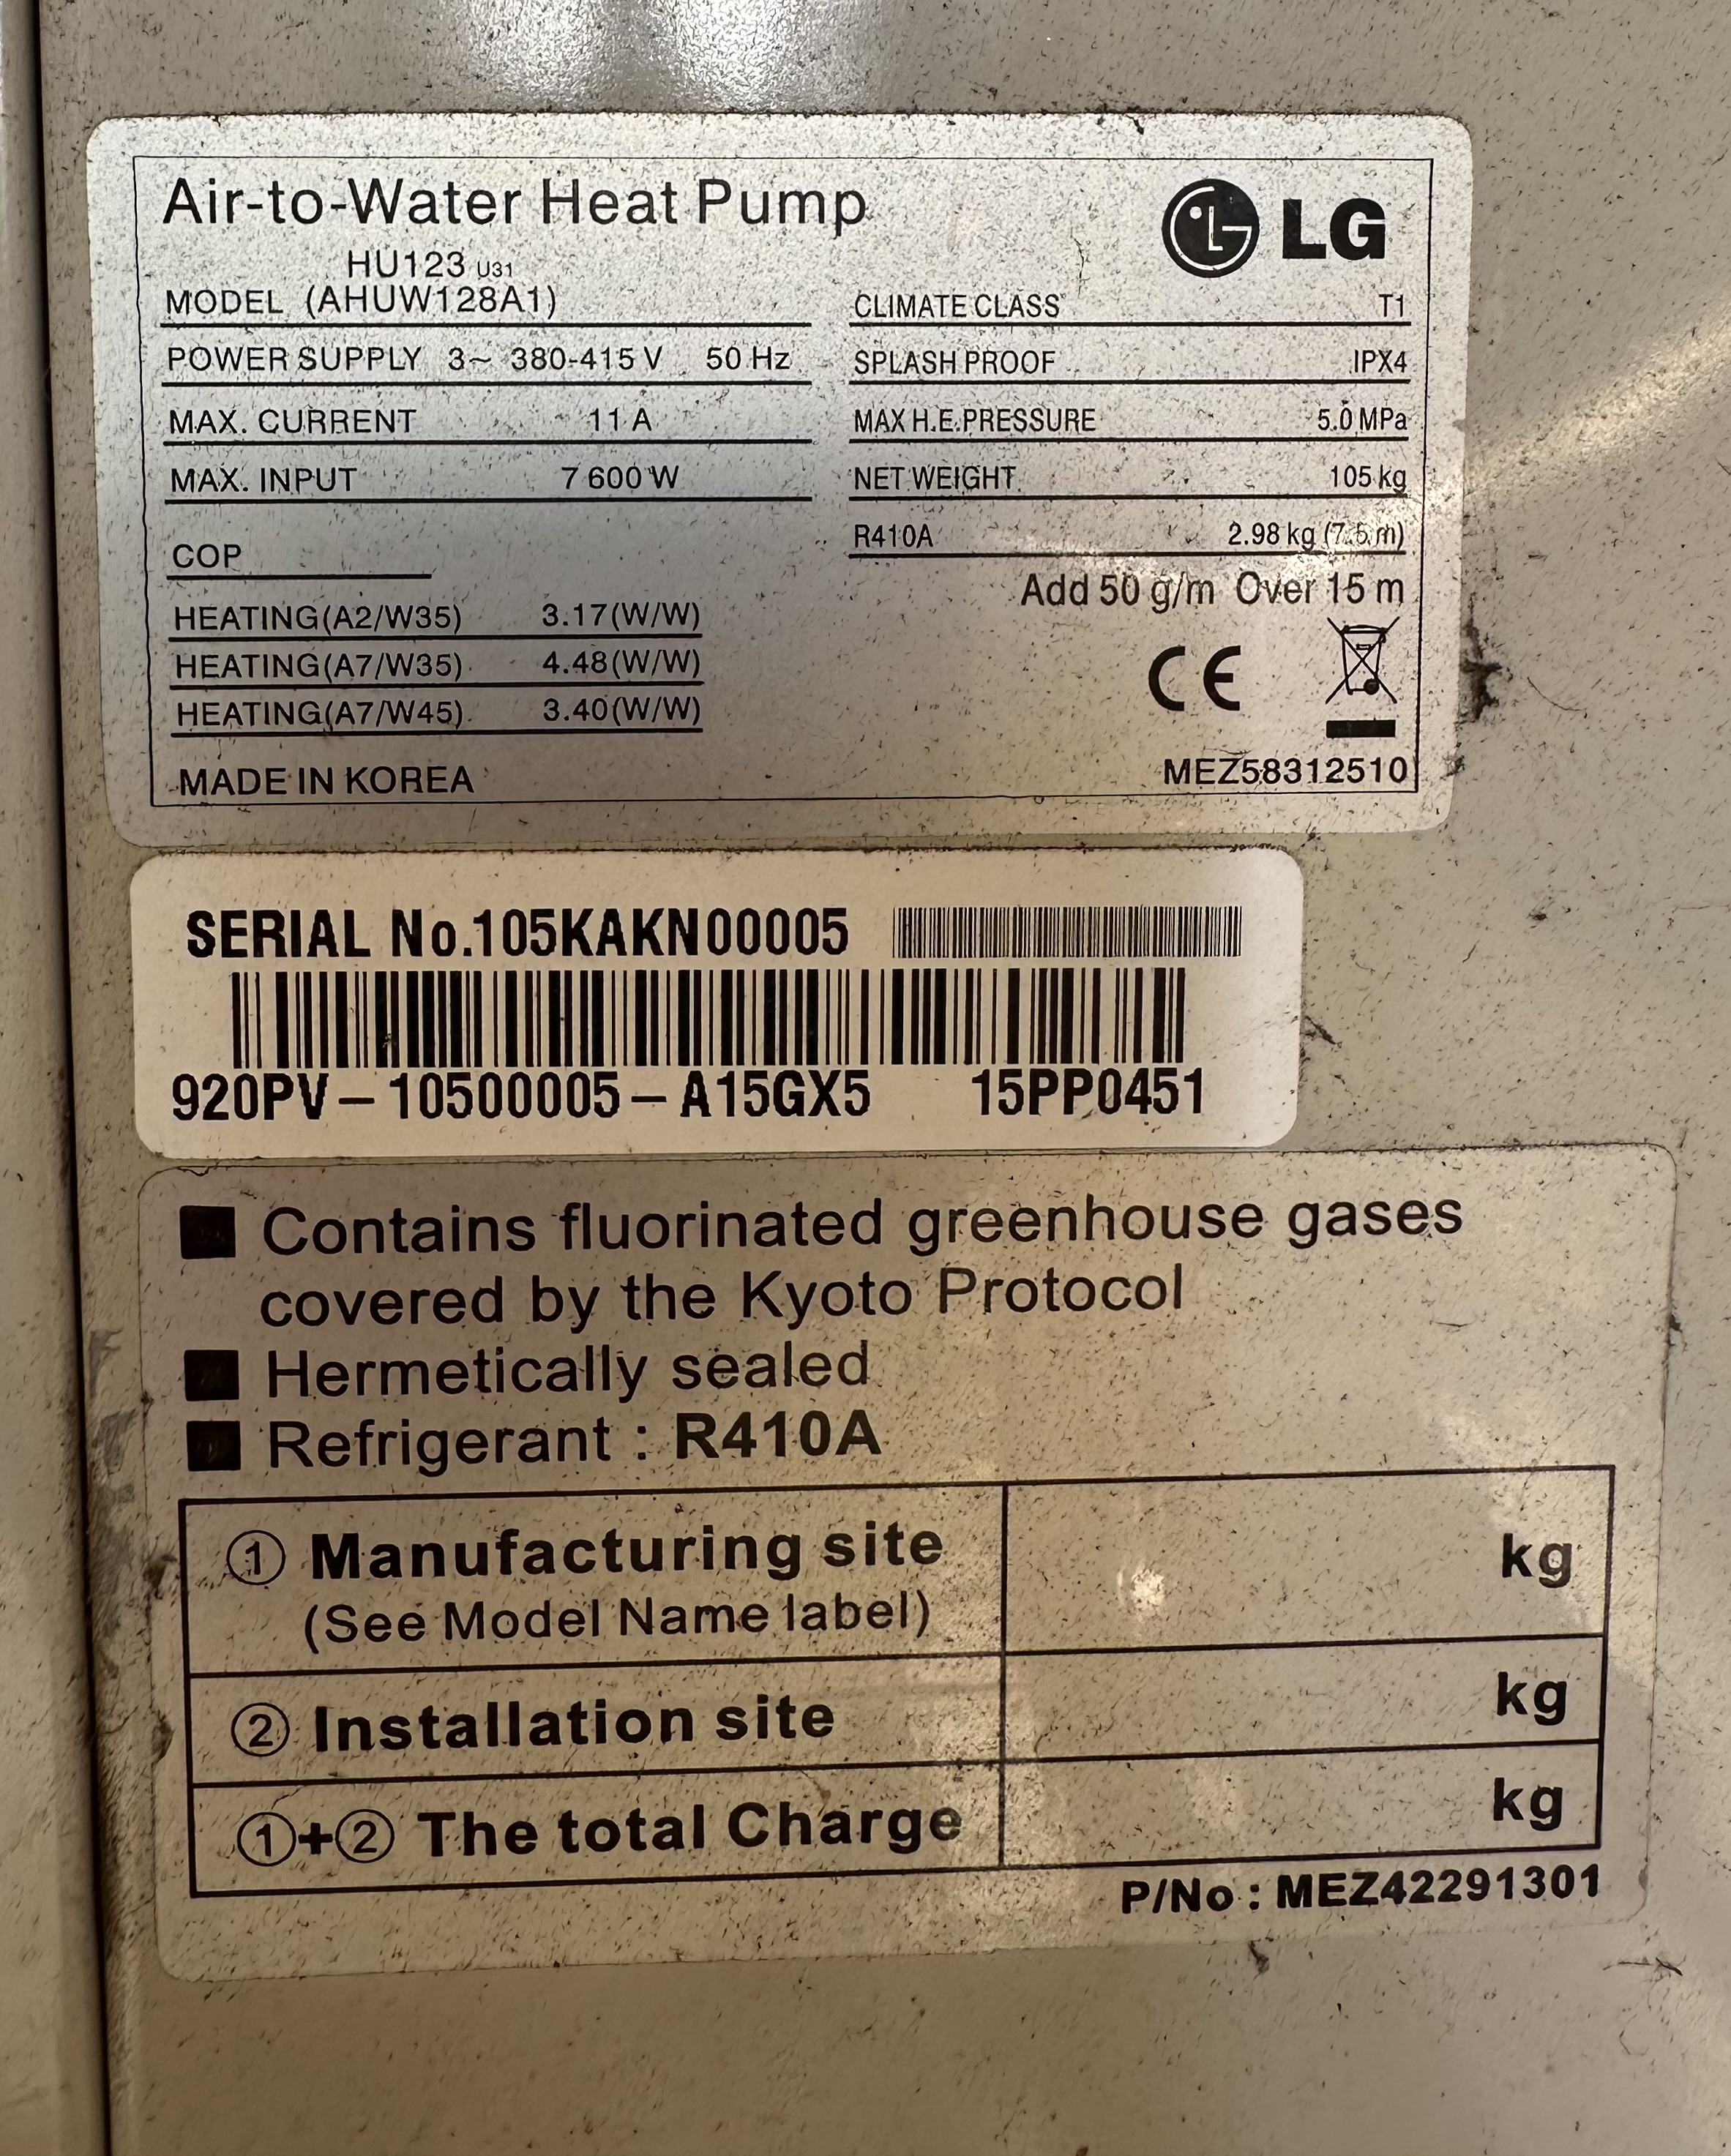 Air-to-Water Heat Pump
LG
HU123 U31
MODEL (AHUW128A1)
POWER SUPPLY 3~ 380-415 V 50 Hz
MAX. CURRENT 11 A
MAX. INPUT 7 600 W
COP
HEATING(A2/W35) 3.17(W/W)
HEATING(A7/W35) 4.48(W/W)
HEATING(A7/W45) 3.40(W/W)
MADE IN KOREA
CLIMATE CLASS T1
SPLASH PROOF IPX4
MAX H.E.PRESSURE 5.0 MPa
NET WEIGHT 105 kg
R410A 2.98 kg (7.5 m)
Add 50 g/m Over 15 m
CE
MEZ58312510
SERIAL No.105KAKN00005
920PV-10500005-A15GX5 15PP0451
■ Contains fluorinated greenhouse gases
covered by the Kyoto Protocol
■ Hermetically sealed
■ Refrigerant : R410A
① Manufacturing site kg
(See Model Name label)
② Installation site kg
①+② The total Charge kg
P/No : MEZ42291301